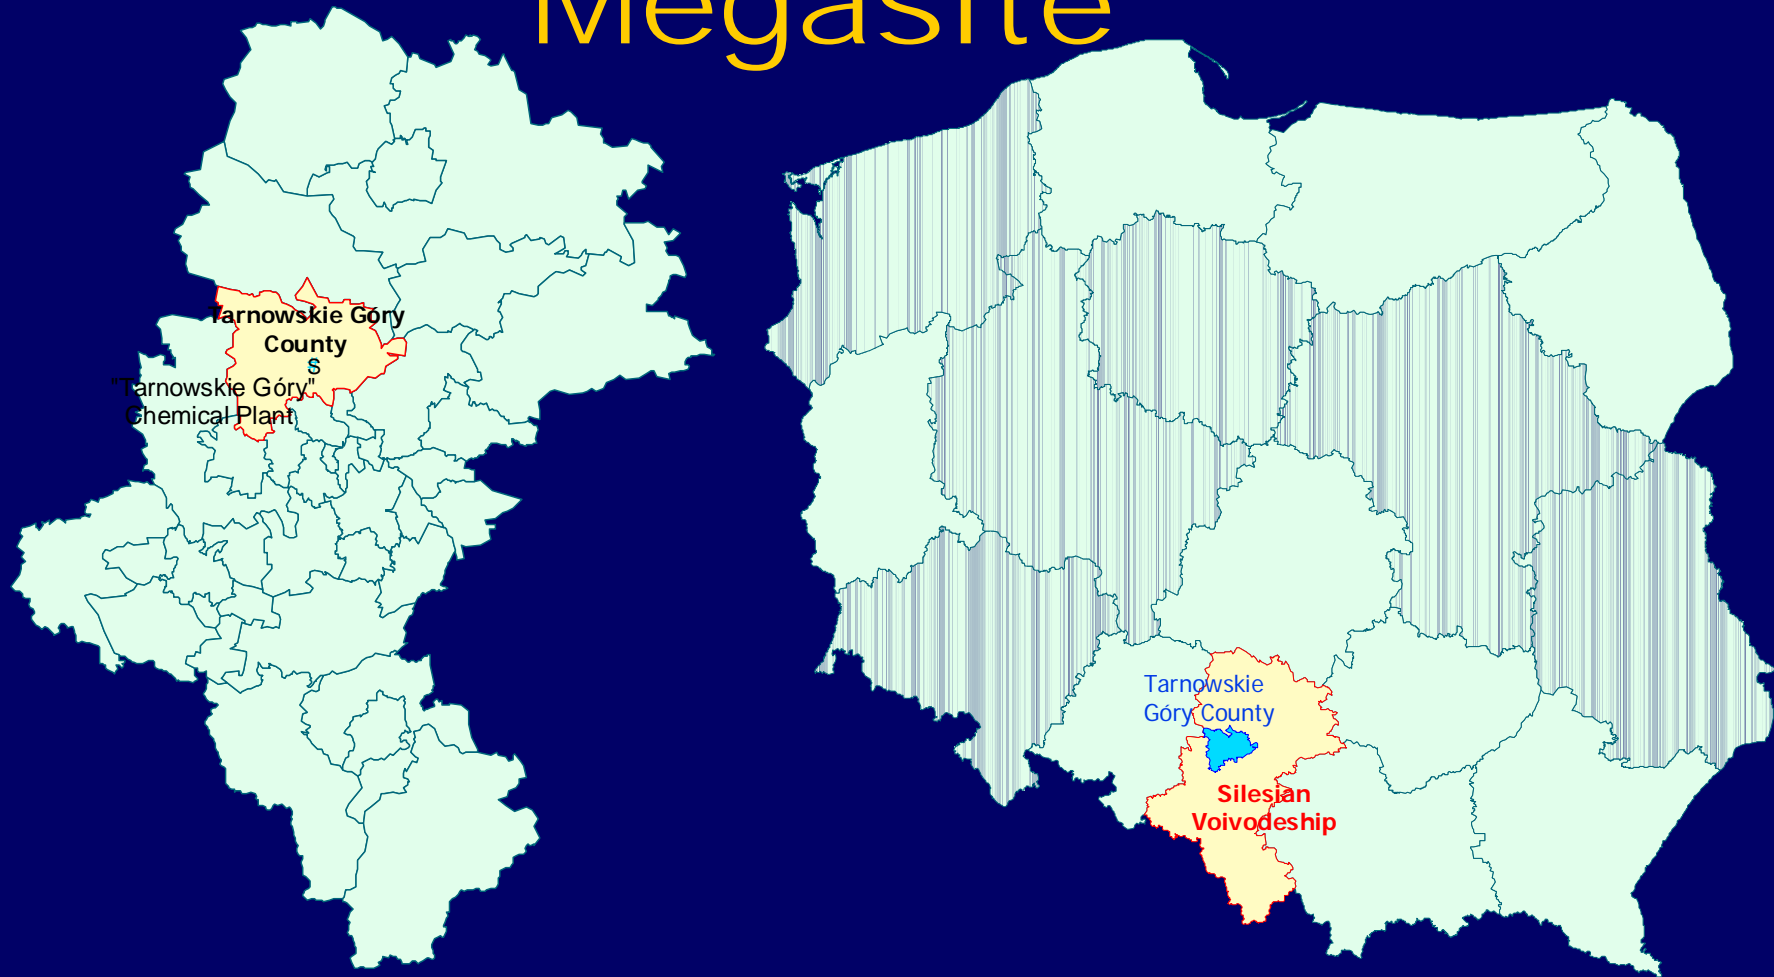 Megasite
Tarnowskie Góry
County
S
"Tarnowskie Góry"
Chemical Plant
Tarnowskie
Góry County
Silesian
Voivodeship